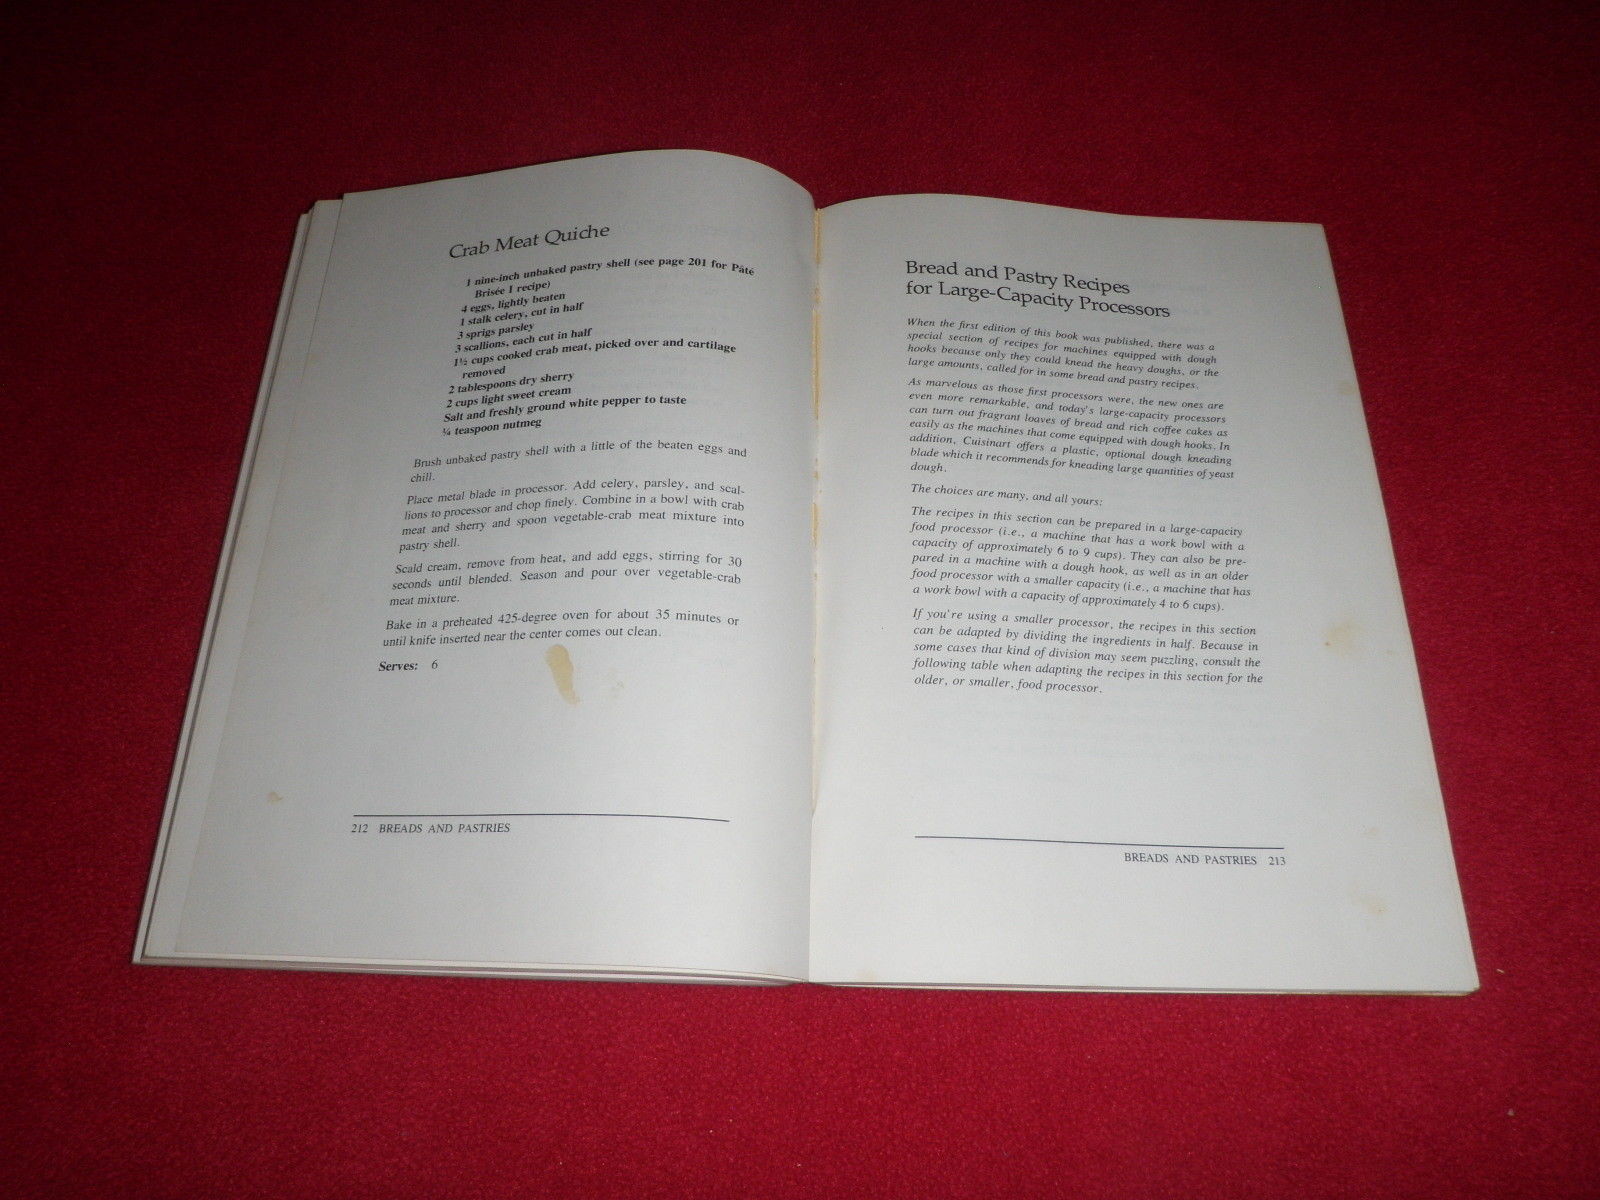 Crab Meat Quiche
1 nine-inch unbaked pastry shell (see page 201 for Pâté
Brisée I recipe)
4 eggs, lightly beaten
1 stalk celery, cut in half
3 sprigs parsley
3 scallions, each cut in half
1½ cups cooked crab meat, picked over and cartilage
removed
2 tablespoons dry sherry
2 cups light sweet cream
Salt and freshly ground white pepper to taste
¼ teaspoon nutmeg
Brush unbaked pastry shell with a little of the beaten eggs and
chill.
Place metal blade in processor. Add celery, parsley, and scal-
lions to processor and chop finely. Combine in a bowl with crab
meat and sherry and spoon vegetable-crab meat mixture into
pastry shell.
Scald cream, remove from heat, and add eggs, stirring for 30
seconds until blended. Season and pour over vegetable-crab
meat mixture.
Bake in a preheated 425-degree oven for about 35 minutes or
until knife inserted near the center comes out clean.
Serves: 6
212 BREADS AND PASTRIES
Bread and Pastry Recipes
for Large-Capacity Processors
When the first edition of this book was published, there was a
special section of recipes for machines equipped with dough
hooks because only they could knead the heavy doughs, or the
large amounts, called for in some bread and pastry recipes.
As marvelous as those first processors were, the new ones are
even more remarkable, and today's large-capacity processors
can turn out fragrant loaves of bread and rich coffee cakes as
easily as the machines that come equipped with dough hooks. In
addition, Cuisinart offers a plastic, optional dough kneading
blade which it recommends for kneading large quantities of yeast
dough.
The choices are many, and all yours:
The recipes in this section can be prepared in a large-capacity
food processor (i.e., a machine that has a work bowl with a
capacity of approximately 6 to 9 cups). They can also be pre-
pared in a machine with a dough hook, as well as in an older
food processor with a smaller capacity (i.e., a machine that has
a work bowl with a capacity of approximately 4 to 6 cups).
If you're using a smaller processor, the recipes in this section
can be adapted by dividing the ingredients in half. Because in
some cases that kind of division may seem puzzling, consult the
following table when adapting the recipes in this section for the
older, or smaller, food processor.
BREADS AND PASTRIES 213